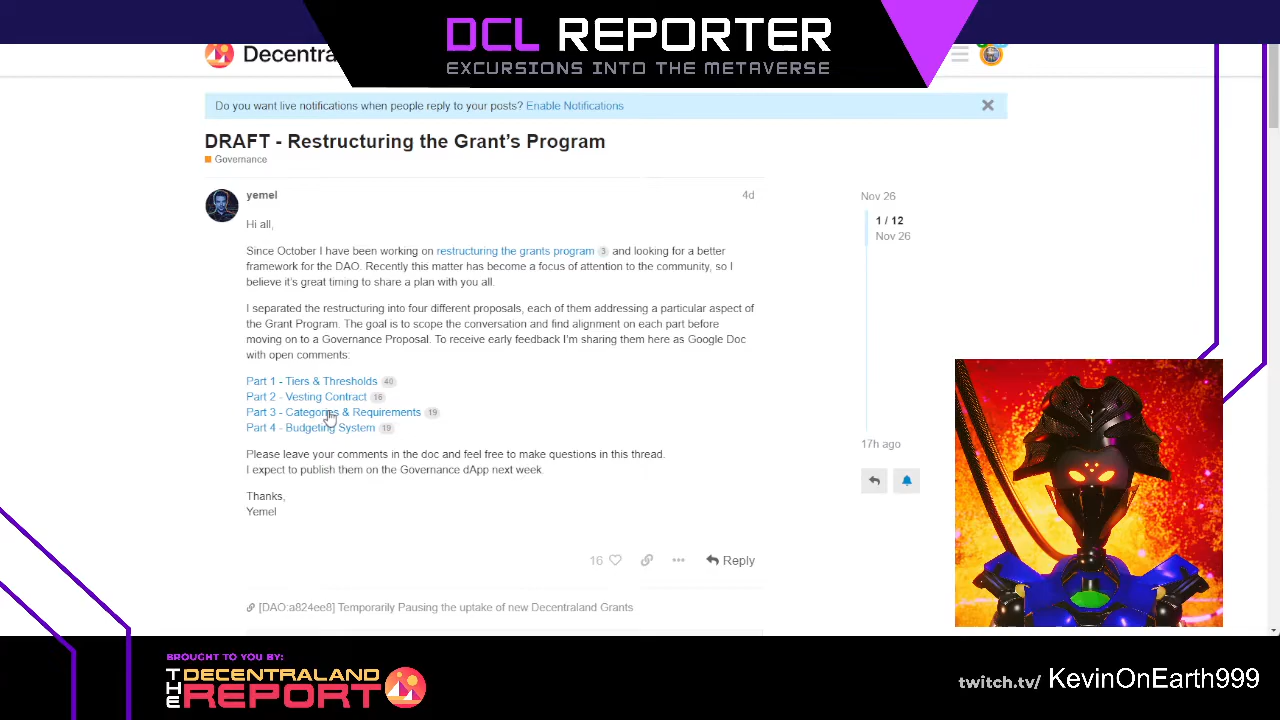 DCL REPORTER
EXCURSIONS INTO THE METAVERSE
Decentra
Do you want live notifications when people reply to your posts? Enable Notifications
DRAFT - Restructuring the Grant's Program
Governance
yemel
4d
Hi all,
Since October I have been working on restructuring the grants program 3 and looking for a better
framework for the DAO. Recently this matter has become a focus of attention to the community, so I
believe it's great timing to share a plan with you all.
I separated the restructuring into four different proposals, each of them addressing a particular aspect of
the Grant Program. The goal is to scope the conversation and find alignment on each part before
moving on to a Governance Proposal. To receive early feedback I'm sharing them here as Google Doc
with open comments:
Part 1 - Tiers & Thresholds 40
Part 2 - Vesting Contract 18
Part 3 - Categories & Requirements 19
Part 4 - Budgeting System 19
Please leave your comments in the doc and feel free to make questions in this thread.
I expect to publish them on the Governance dApp next week.
Thanks,
Yemel
16
Reply
[DAO:a824ee8] Temporarily Pausing the uptake of new Decentraland Grants
Nov 26
1 / 12
Nov 26
17h ago
BROUGHT TO YOU BY:
THE DECENTRALAND
REPORT
twitch.tv/ KevinOnEarth999